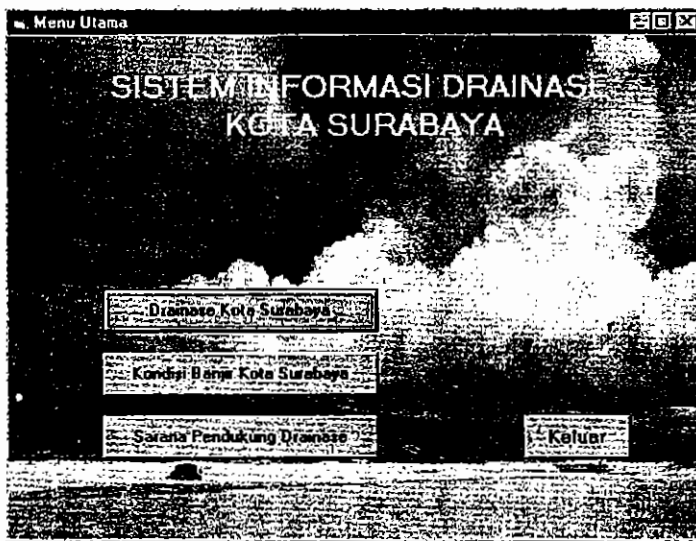 Menu Utama
SISTEM INFORMASI DRAINASE
KOTA SURABAYA
Drainase Kota Surabaya
Kondisi Banjir Kota Surabaya
Sarana Pendukung Drainase
Keluar